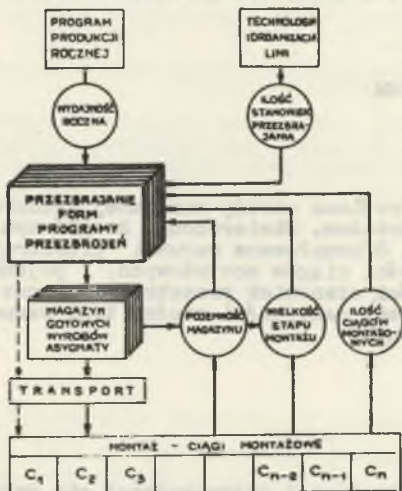 PROGRAM
PRODUKCJI
ROCZNEJ
TECHNOLOGIA
I ORGANIZACJA
LINII
WYDAJNOŚĆ
ROCZNA
ILOŚĆ
STANOWISK
PRZEZBRA-
JANIA
PRZEZBRAJANIE
FORM
PROGRAMY
PRZEZBROJEŃ
MAGAZYN
GOTOWYCH
WYROBÓW
ASYGNATY
POJEMNOŚĆ
MAGAZYNU
WIELKOŚĆ
ETAPU
MONTAŻU
ILOŚĆ
CIĄGÓW
MONTAŻO-
WYCH
TRANSPORT
MONTAŻ - CIĄGI MONTAŻOWE
C1 C2 C3 Cn-2 Cn-1 Cn